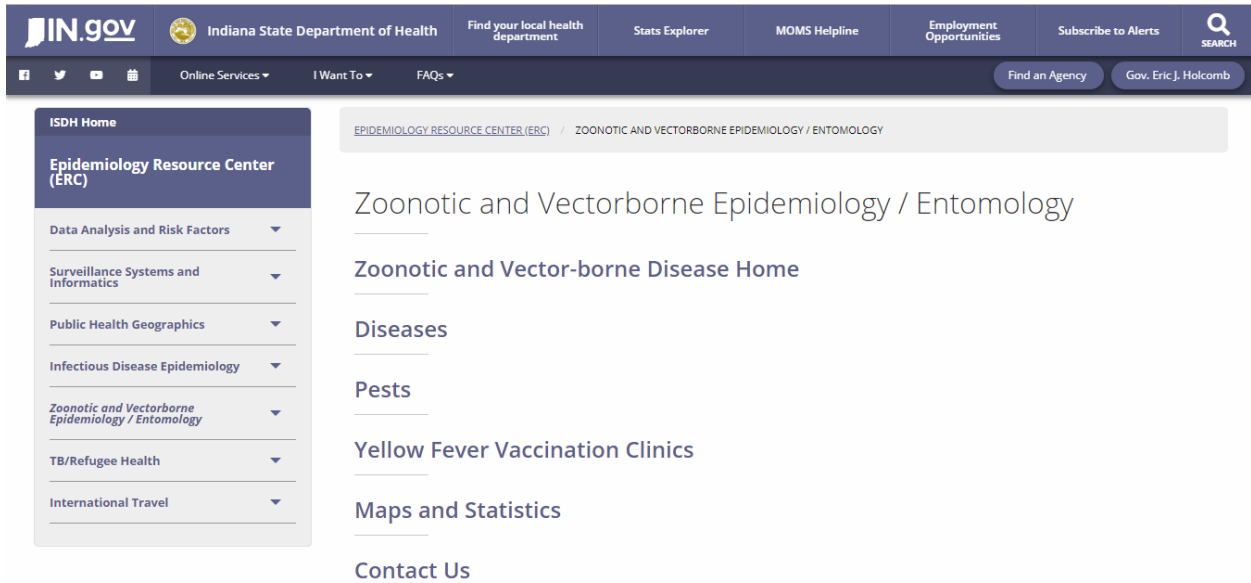 IN.gov
Indiana State Department of Health
Find your local health
department
Stats Explorer
MOMS Helpline
Employment
Opportunities
Subscribe to Alerts
SEARCH
Online Services
I Want To
FAQs
Find an Agency
Gov. Eric J. Holcomb
ISDH Home
Epidemiology Resource Center
(ERC)
Data Analysis and Risk Factors
Surveillance Systems and
Informatics
Public Health Geographics
Infectious Disease Epidemiology
Zoonotic and Vectorborne
Epidemiology / Entomology
TB/Refugee Health
International Travel
EPIDEMIOLOGY RESOURCE CENTER (ERC) / ZOONOTIC AND VECTORBORNE EPIDEMIOLOGY / ENTOMOLOGY
Zoonotic and Vectorborne Epidemiology / Entomology
Zoonotic and Vector-borne Disease Home
Diseases
Pests
Yellow Fever Vaccination Clinics
Maps and Statistics
Contact Us